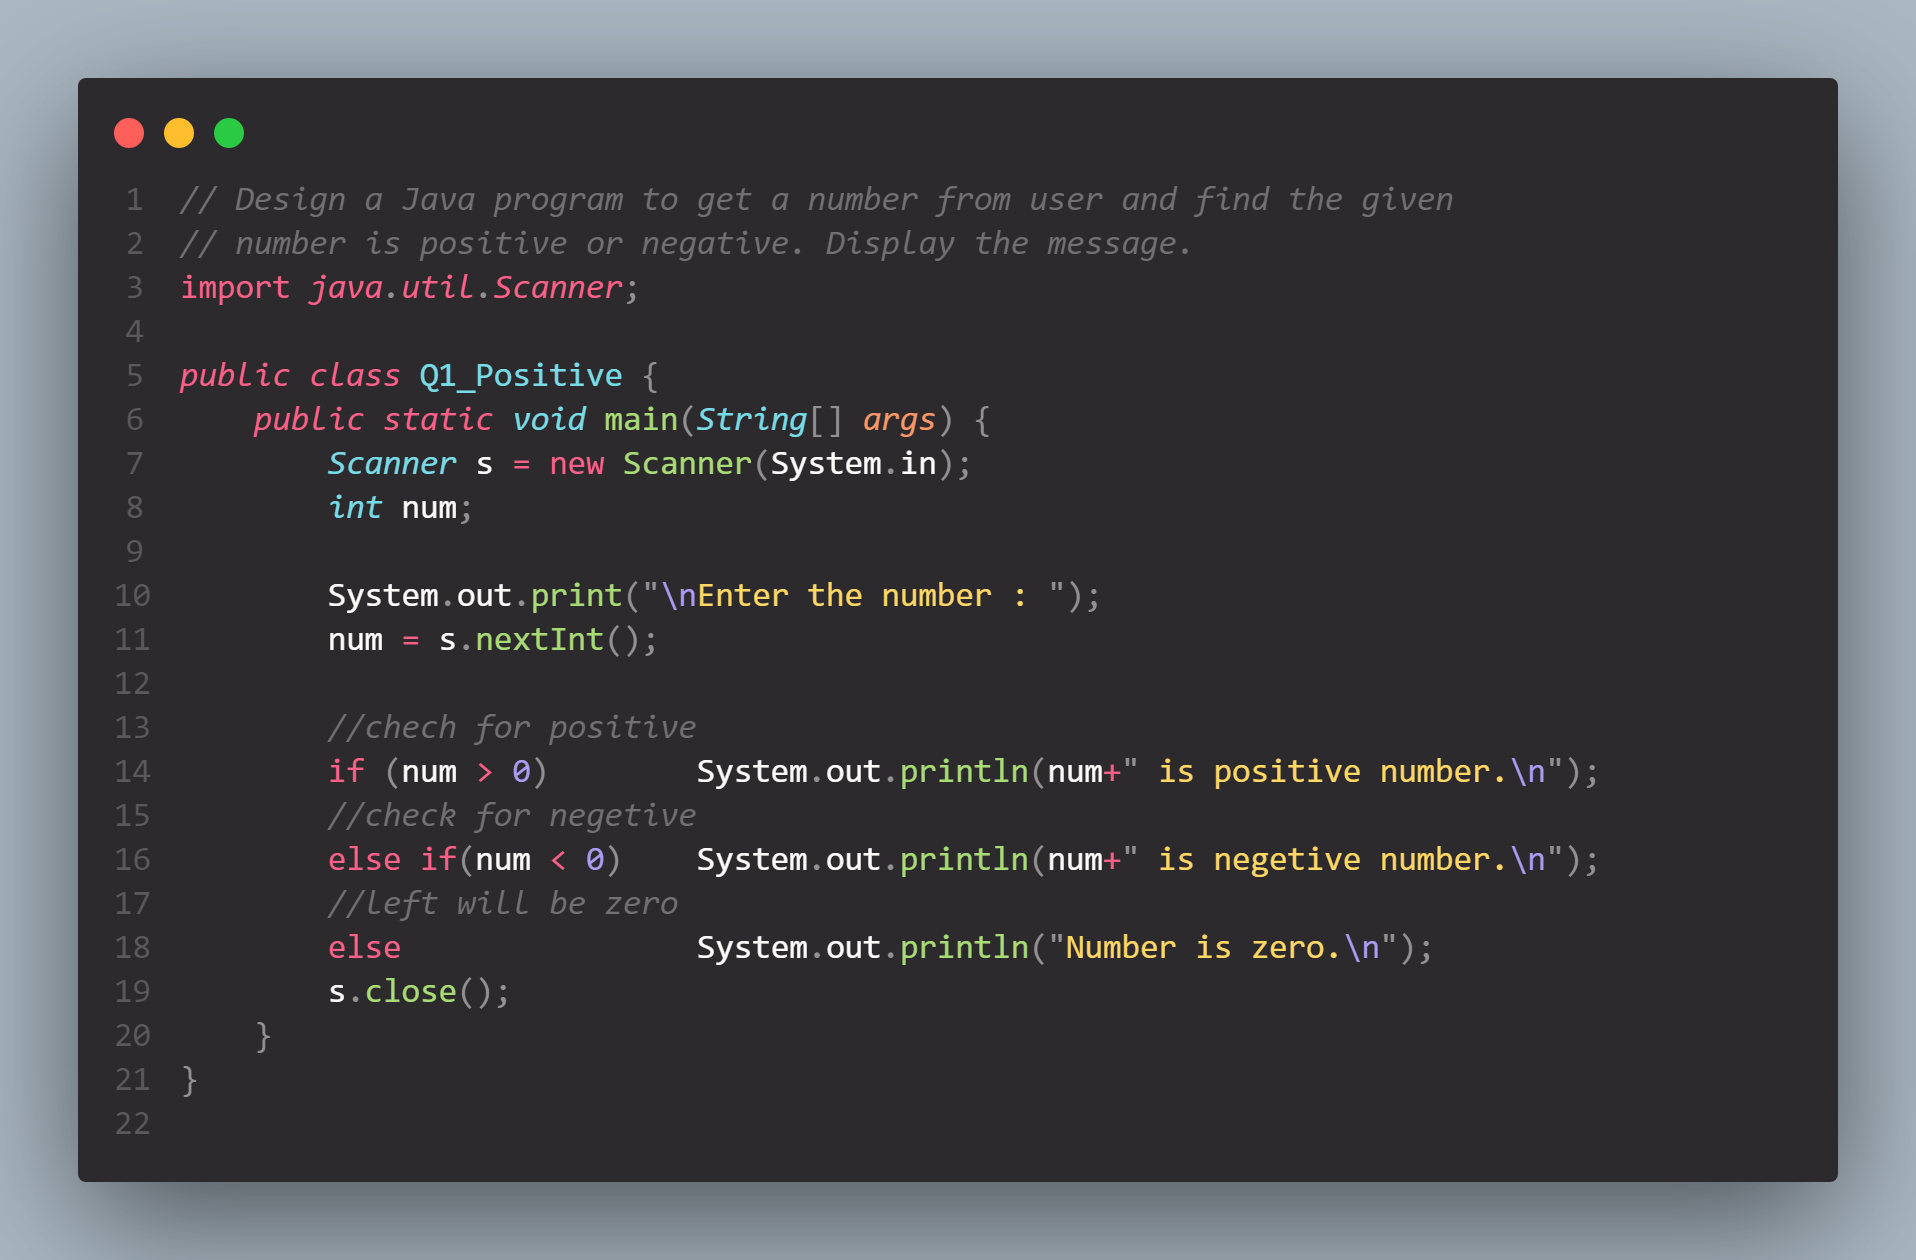 1 // Design a Java program to get a number from user and find the given
2 // number is positive or negative. Display the message.
3 import java.util.Scanner;
4
5 public class Q1_Positive {
6     public static void main(String[] args) {
7         Scanner s = new Scanner(System.in);
8         int num;
9
10         System.out.print("\nEnter the number : ");
11         num = s.nextInt();
12
13         //chech for positive
14         if (num > 0)        System.out.println(num+" is positive number.\n");
15         //check for negetive
16         else if(num < 0)    System.out.println(num+" is negetive number.\n");
17         //left will be zero
18         else                System.out.println("Number is zero.\n");
19         s.close();
20     }
21 }
22